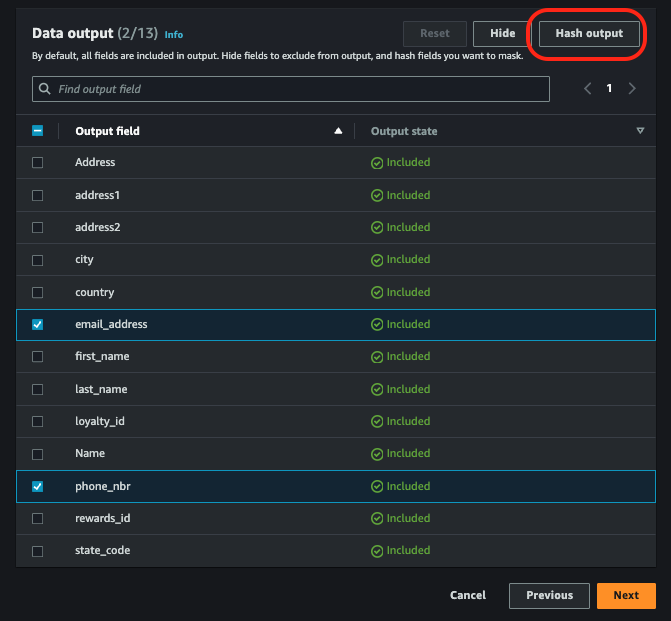 Data output (2/13) Info
Reset
Hide
Hash output
By default, all fields are included in output. Hide fields to exclude from output, and hash fields you want to mask.
Find output field
1
Output field
Output state
Address Included
address1 Included
address2 Included
city Included
country Included
email_address Included
first_name Included
last_name Included
loyalty_id Included
Name Included
phone_nbr Included
rewards_id Included
state_code Included
Cancel
Previous
Next